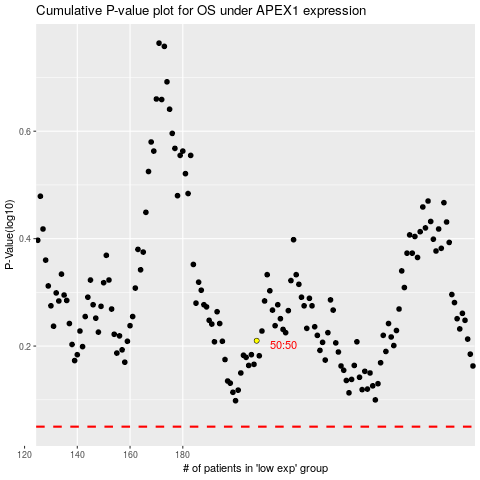 Cumulative P-value plot for OS under APEX1 expression
P-Value(log10)
0.6
0.4
0.2
50:50
120 140 160 180
# of patients in 'low exp' group